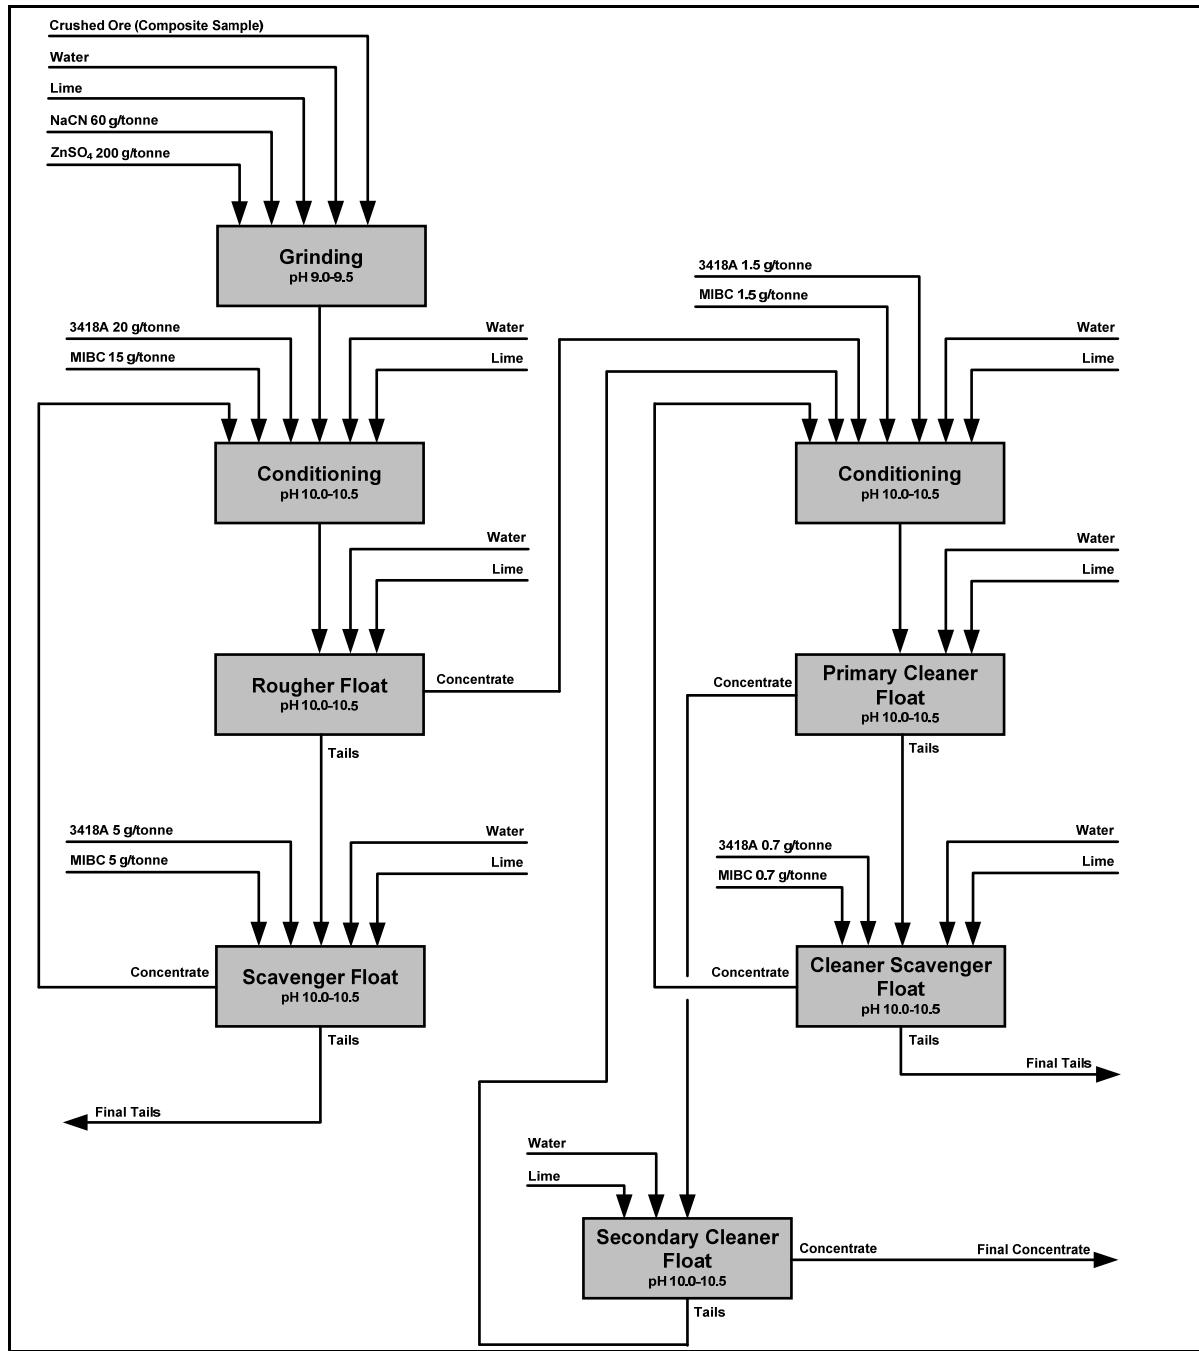 Crushed Ore (Composite Sample)
Water
Lime
NaCN 60 g/tonne
ZnSO₄ 200 g/tonne
Grinding
pH 9.0-9.5
3418A 20 g/tonne
MIBC 15 g/tonne
Water
Lime
Conditioning
pH 10.0-10.5
Water
Lime
Rougher Float
pH 10.0-10.5
Concentrate
Tails
3418A 5 g/tonne
MIBC 5 g/tonne
Water
Lime
Concentrate
Scavenger Float
pH 10.0-10.5
Tails
Final Tails
3418A 1.5 g/tonne
MIBC 1.5 g/tonne
Water
Lime
Conditioning
pH 10.0-10.5
Water
Lime
Concentrate
Primary Cleaner
Float
pH 10.0-10.5
Tails
3418A 0.7 g/tonne
MIBC 0.7 g/tonne
Water
Lime
Concentrate
Cleaner Scavenger
Float
pH 10.0-10.5
Tails
Final Tails
Water
Lime
Secondary Cleaner
Float
pH 10.0-10.5
Concentrate
Final Concentrate
Tails